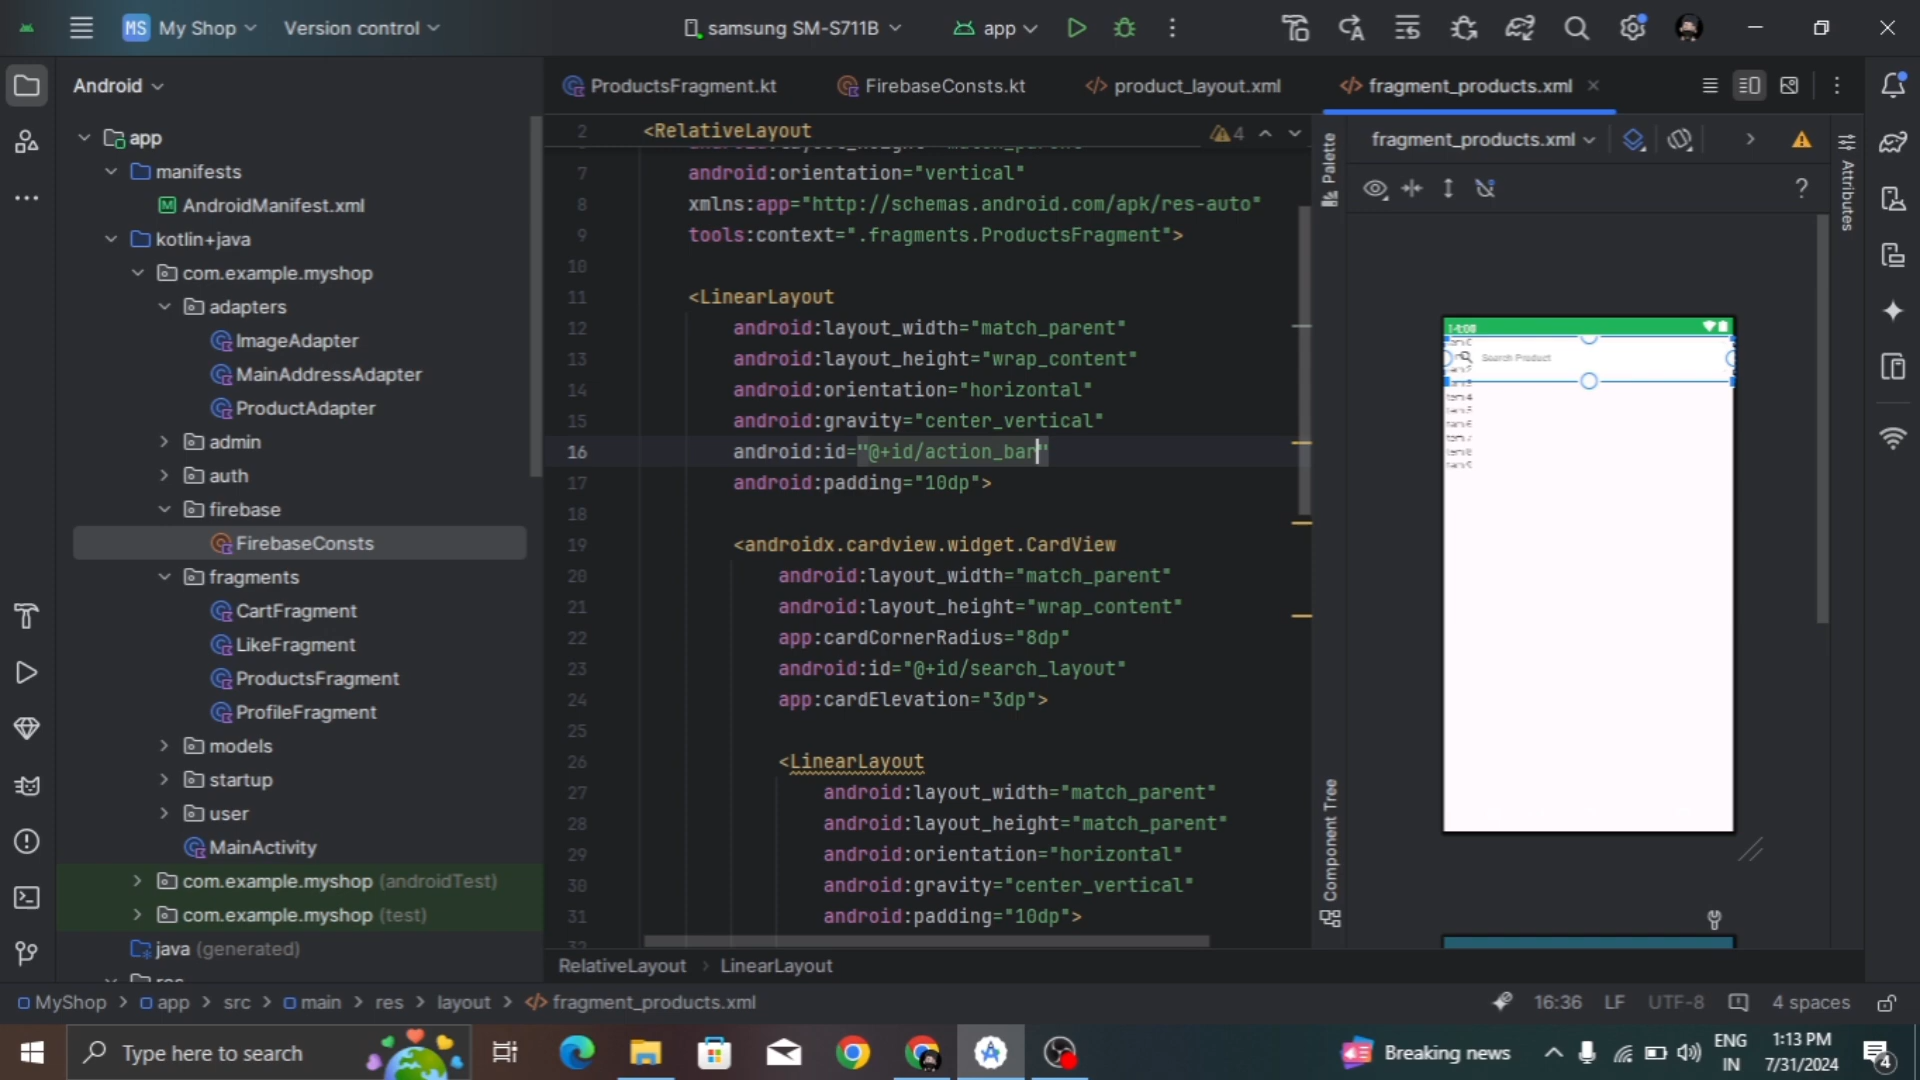 MS My Shop Version control samsung SM-S711B app
Android
ProductsFragment.kt FirebaseConsts.kt product_layout.xml fragment_products.xml
app
manifests
AndroidManifest.xml
kotlin+java
com.example.myshop
adapters
ImageAdapter
MainAddressAdapter
ProductAdapter
admin
auth
firebase
FirebaseConsts
fragments
CartFragment
LikeFragment
ProductsFragment
ProfileFragment
models
startup
user
MainActivity
com.example.myshop (androidTest)
com.example.myshop (test)
java (generated)
2 <RelativeLayout 4
7 android:orientation="vertical"
8 xmlns:app="http://schemas.android.com/apk/res-auto"
9 tools:context=".fragments.ProductsFragment">
10
11 <LinearLayout
12 android:layout_width="match_parent"
13 android:layout_height="wrap_content"
14 android:orientation="horizontal"
15 android:gravity="center_vertical"
16 android:id="@+id/action_bar"
17 android:padding="10dp">
18
19 <androidx.cardview.widget.CardView
20 android:layout_width="match_parent"
21 android:layout_height="wrap_content"
22 app:cardCornerRadius="8dp"
23 android:id="@+id/search_layout"
24 app:cardElevation="3dp">
25
26 <LinearLayout
27 android:layout_width="match_parent"
28 android:layout_height="match_parent"
29 android:orientation="horizontal"
30 android:gravity="center_vertical"
31 android:padding="10dp">
RelativeLayout LinearLayout
Palette
Component Tree
fragment_products.xml
?
Attributes
Search Product
MyShop app src main res layout fragment_products.xml
16:36 LF UTF-8 4 spaces
Type here to search
Breaking news
ENG
IN
1:13 PM
7/31/2024
4